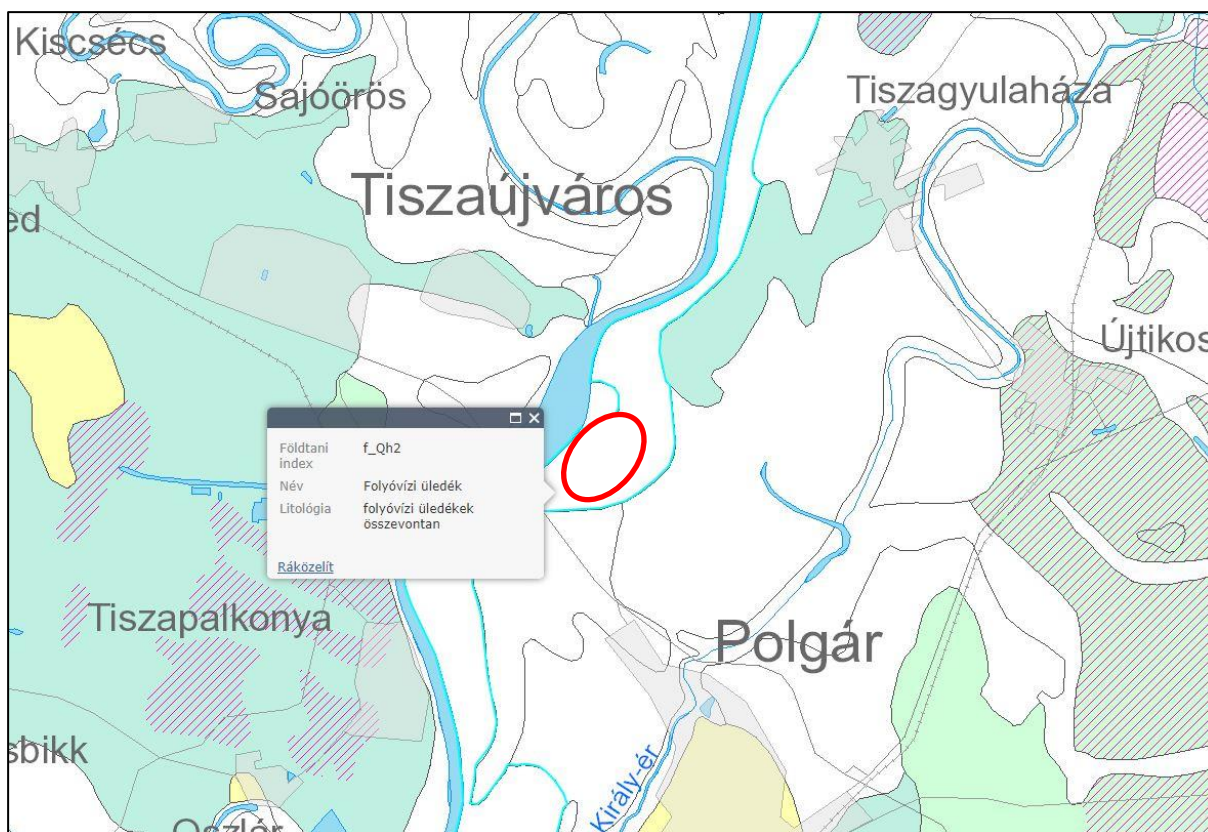 Kiscsécs
Sajóörös
Tiszagyulaháza
Tiszaújváros
ed
Újtikos
Földtani index
f_Qh2
Név
Folyóvízi üledék
Litológia
folyóvízi üledékek
összevontan
Ráközelít
Tiszapalkonya
Polgár
sbikk
Király-ér
Oszlár